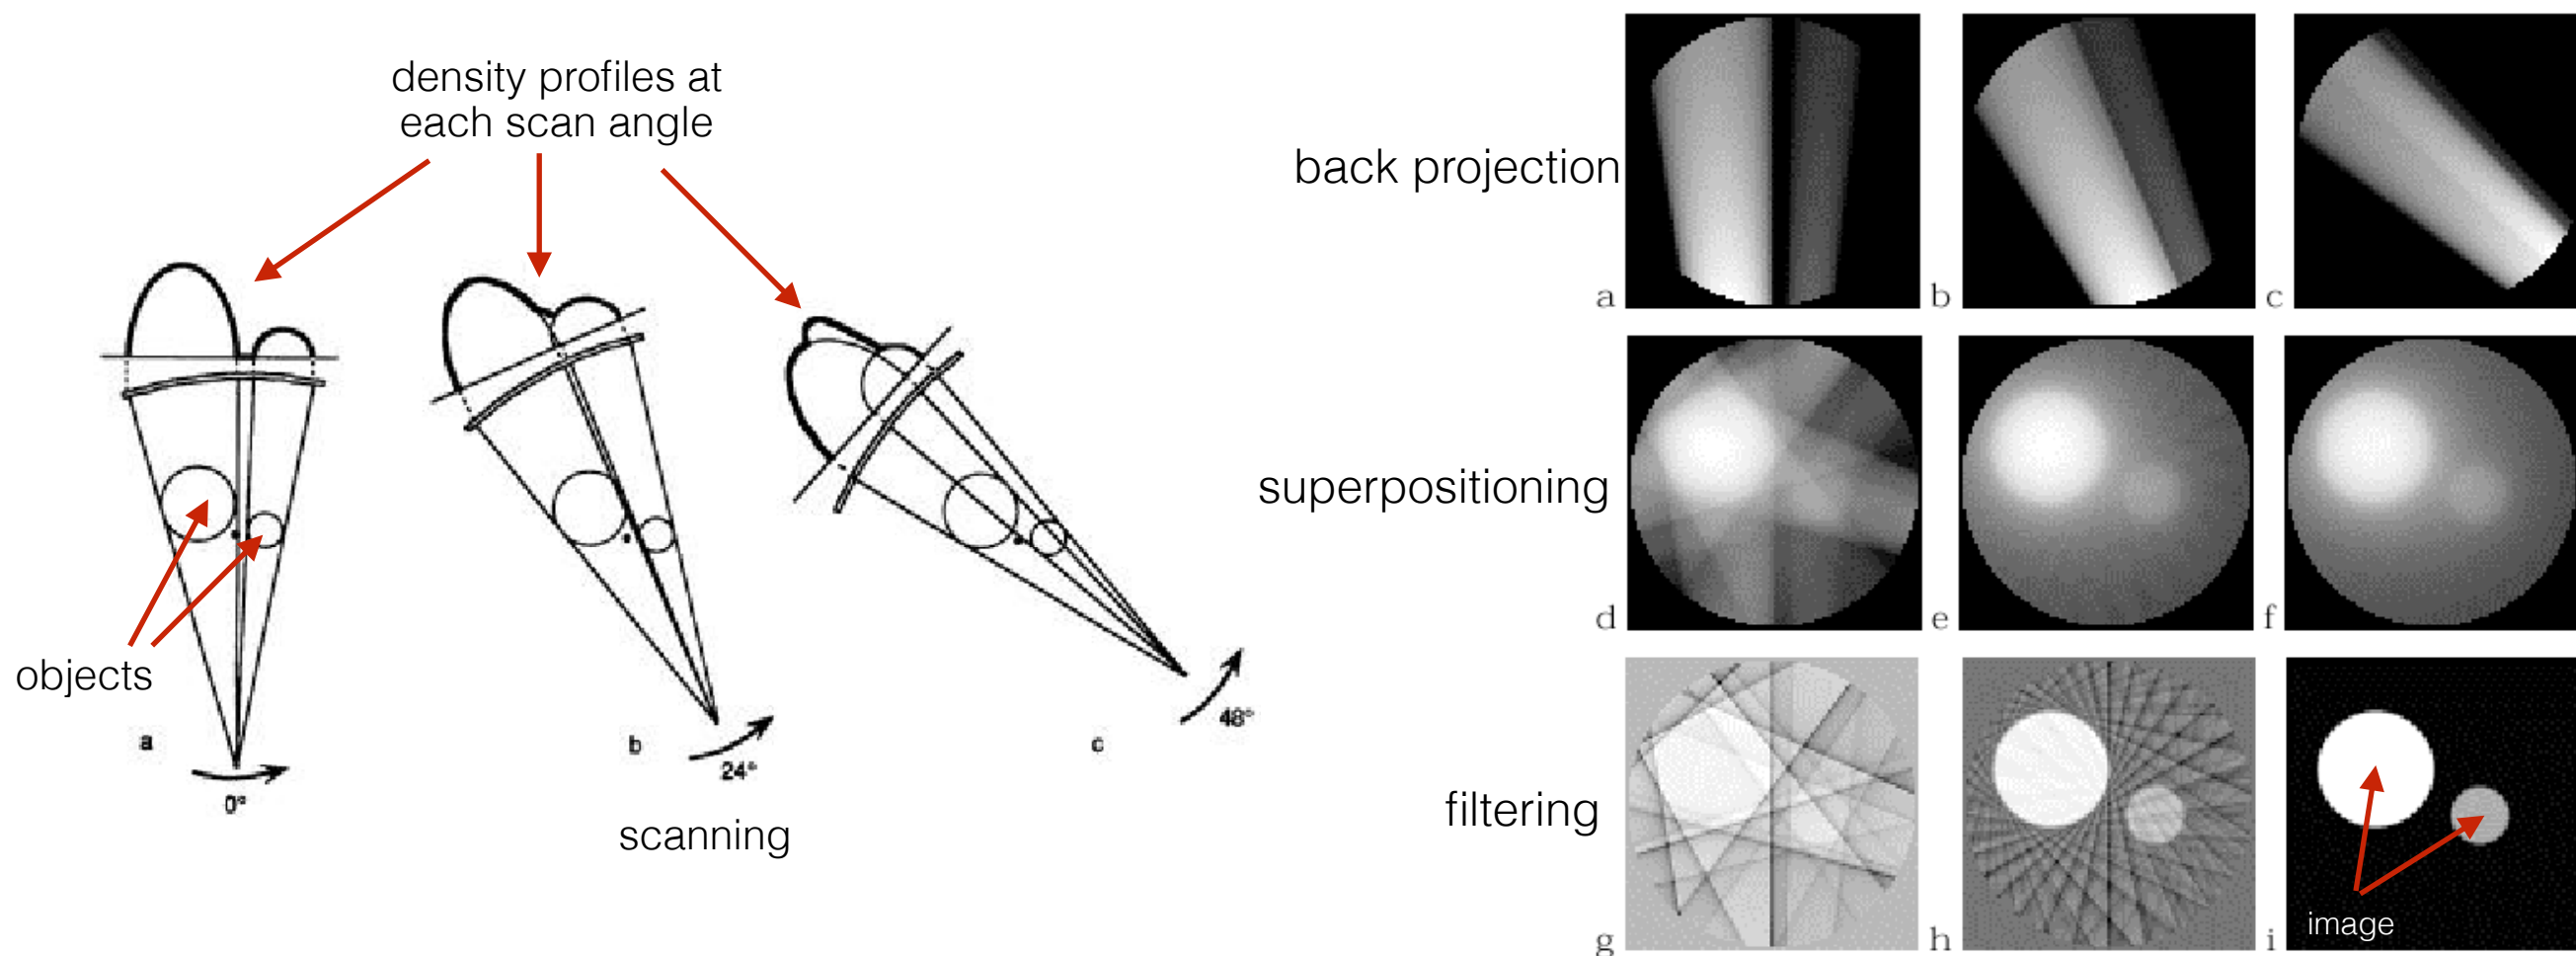 density profiles at
each scan angle
objects
a
0°
b
24°
c
48°
scanning
back projection
a
b
c
superpositioning
d
e
f
filtering
g
h
i
image